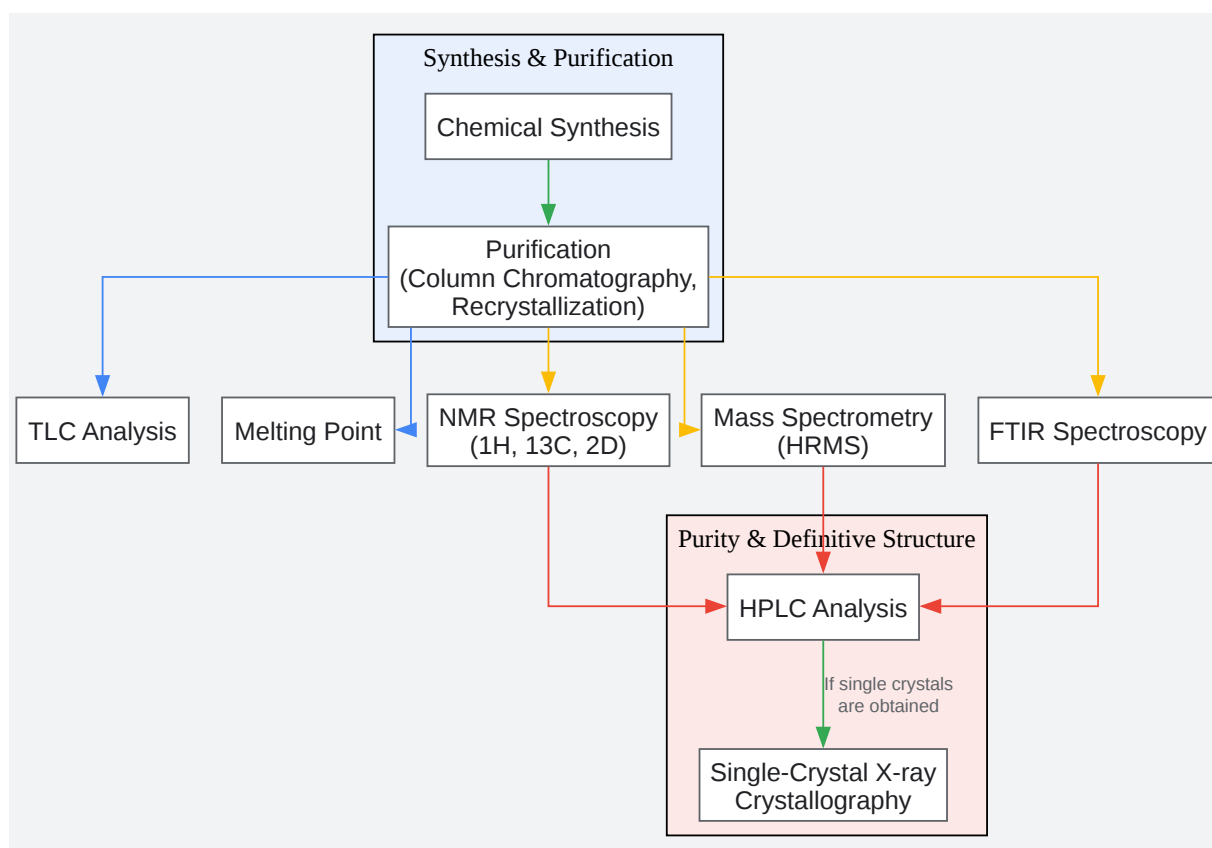 Synthesis & Purification
Chemical Synthesis
Purification
(Column Chromatography,
Recrystallization)
TLC Analysis
Melting Point
NMR Spectroscopy
(1H, 13C, 2D)
Mass Spectrometry
(HRMS)
FTIR Spectroscopy
Purity & Definitive Structure
HPLC Analysis
If single crystals
are obtained
Single-Crystal X-ray
Crystallography